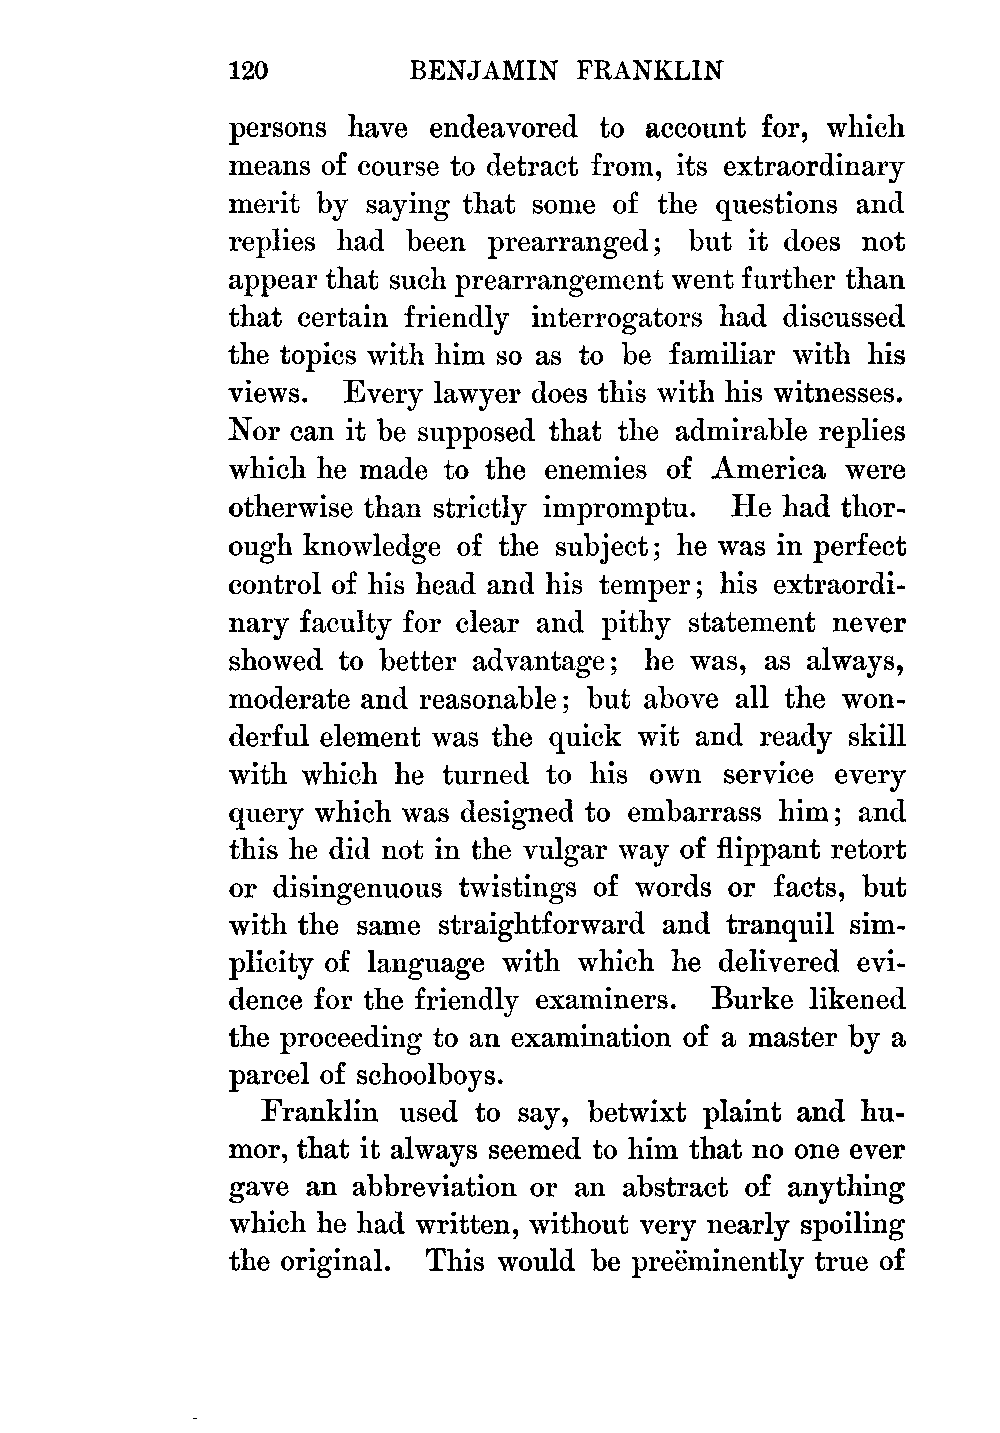 120 BENJAMIN FRANKLIN
persons have endeavored to account for, which
means of course to detract from, its extraordinary
merit by saying that some of the questions and
replies had been prearranged; but it does not
appear that such prearrangement went further than
that certain friendly interrogators had discussed
the topics with him so as to be familiar with his
views. Every lawyer does this with his witnesses.
Nor can it be supposed that the admirable replies
which he made to the enemies of America were
otherwise than strictly impromptu. He had thor-
ough knowledge of the subject; he was in perfect
control of his head and his temper; his extraordi-
nary faculty for clear and pithy statement never
showed to better advantage; he was, as always,
moderate and reasonable; but above all the won-
derful element was the quick wit and ready skill
with which he turned to his own service every
query which was designed to embarrass him; and
this he did not in the vulgar way of flippant retort
or disingenuous twistings of words or facts, but
with the same straightforward and tranquil sim-
plicity of language with which he delivered evi-
dence for the friendly examiners. Burke likened
the proceeding to an examination of a master by a
parcel of schoolboys.
Franklin used to say, betwixt plaint and hu-
mor, that it always seemed to him that no one ever
gave an abbreviation or an abstract of anything
which he had written, without very nearly spoiling
the original. This would be preëminently true of